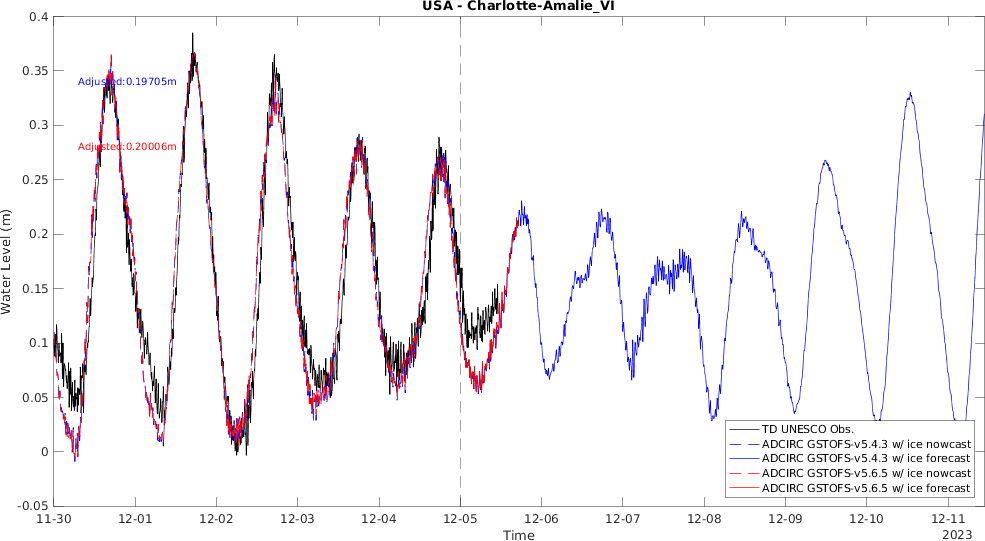 USA - Charlotte-Amalie_VI
0.4
0.35
0.3
0.25
0.2
0.15
0.1
0.05
0
-0.05
Water Level (m)
Adjusted:0.19705m
Adjusted:0.20006m
TD UNESCO Obs.
ADCIRC GSTOFS-v5.4.3 w/ ice nowcast
ADCIRC GSTOFS-v5.4.3 w/ ice forecast
ADCIRC GSTOFS-v5.6.5 w/ ice nowcast
ADCIRC GSTOFS-v5.6.5 w/ ice forecast
11-30 12-01 12-02 12-03 12-04 12-05 12-06 12-07 12-08 12-09 12-10 12-11
Time
2023